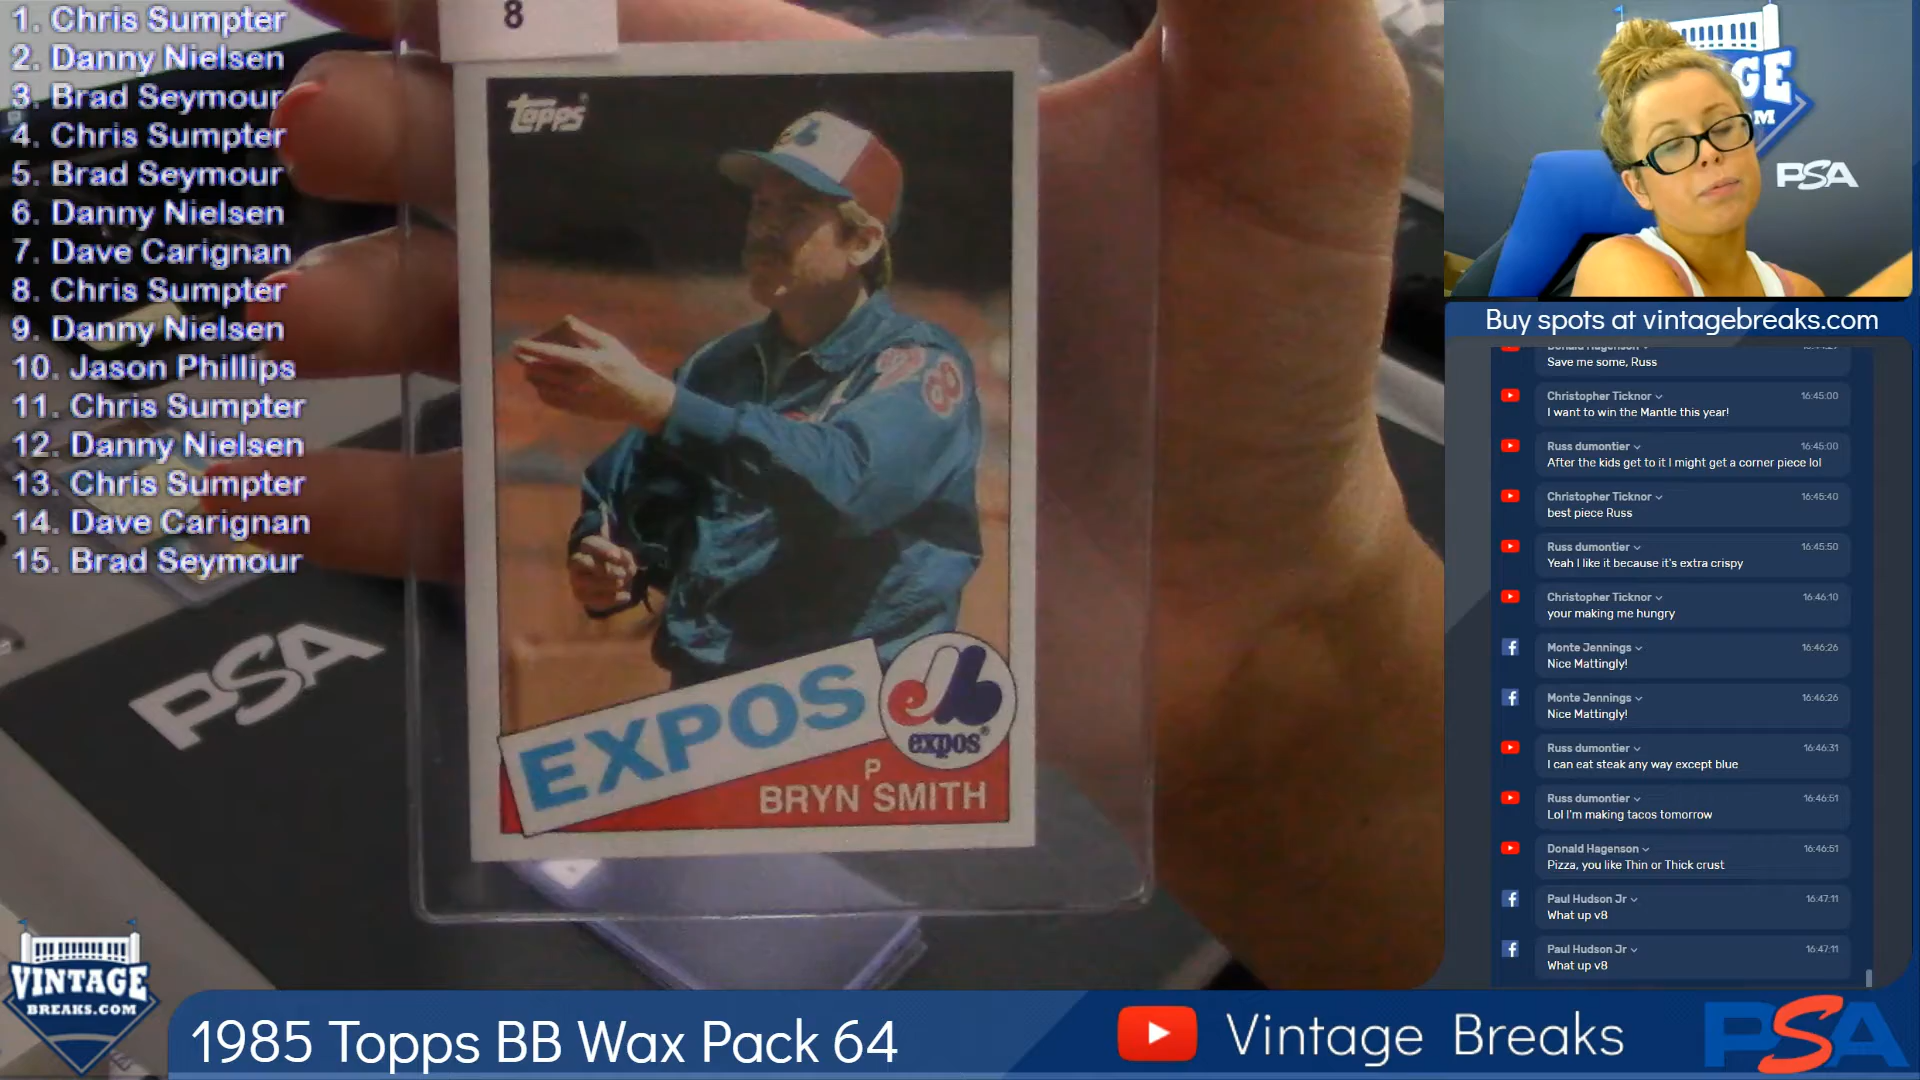 1. Chris Sumpter
2. Danny Nielsen
3. Brad Seymour
4. Chris Sumpter
5. Brad Seymour
6. Danny Nielsen
7. Dave Carignan
8. Chris Sumpter
9. Danny Nielsen
10. Jason Phillips
11. Chris Sumpter
12. Danny Nielsen
13. Chris Sumpter
14. Dave Carignan
15. Brad Seymour
8
Topps
EXPOS
expos
P
BRYN SMITH
PSA
VINTAGE
BREAKS.COM
1985 Topps BB Wax Pack 64
Vintage Breaks
PSA
PSA
Buy spots at vintagebreaks.com
Donald Hagenson
Save me some, Russ
Christopher Ticknor 16:45:00
I want to win the Mantle this year!
Russ dumontier 16:45:00
After the kids get to it I might get a corner piece lol
Christopher Ticknor 16:45:40
best piece Russ
Russ dumontier 16:45:50
Yeah I like it because it's extra crispy
Christopher Ticknor 16:46:10
your making me hungry
Monte Jennings 16:46:26
Nice Mattingly!
Monte Jennings 16:46:26
Nice Mattingly!
Russ dumontier 16:46:31
I can eat steak any way except blue
Russ dumontier 16:46:51
Lol I'm making tacos tomorrow
Donald Hagenson 16:46:51
Pizza, you like Thin or Thick crust
Paul Hudson Jr 16:47:11
What up v8
Paul Hudson Jr 16:47:11
What up v8